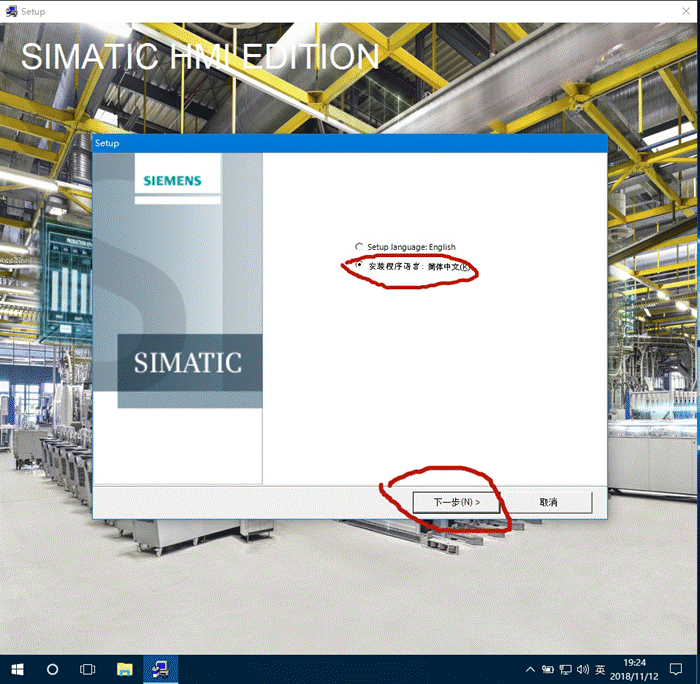 Setup
SIMATIC HMI EDITION
Setup
SIEMENS
Setup language: English
安装程序语言: 简体中文(K)
SIMATIC
下一步(N) >
取消
英
19:24
2018/11/12